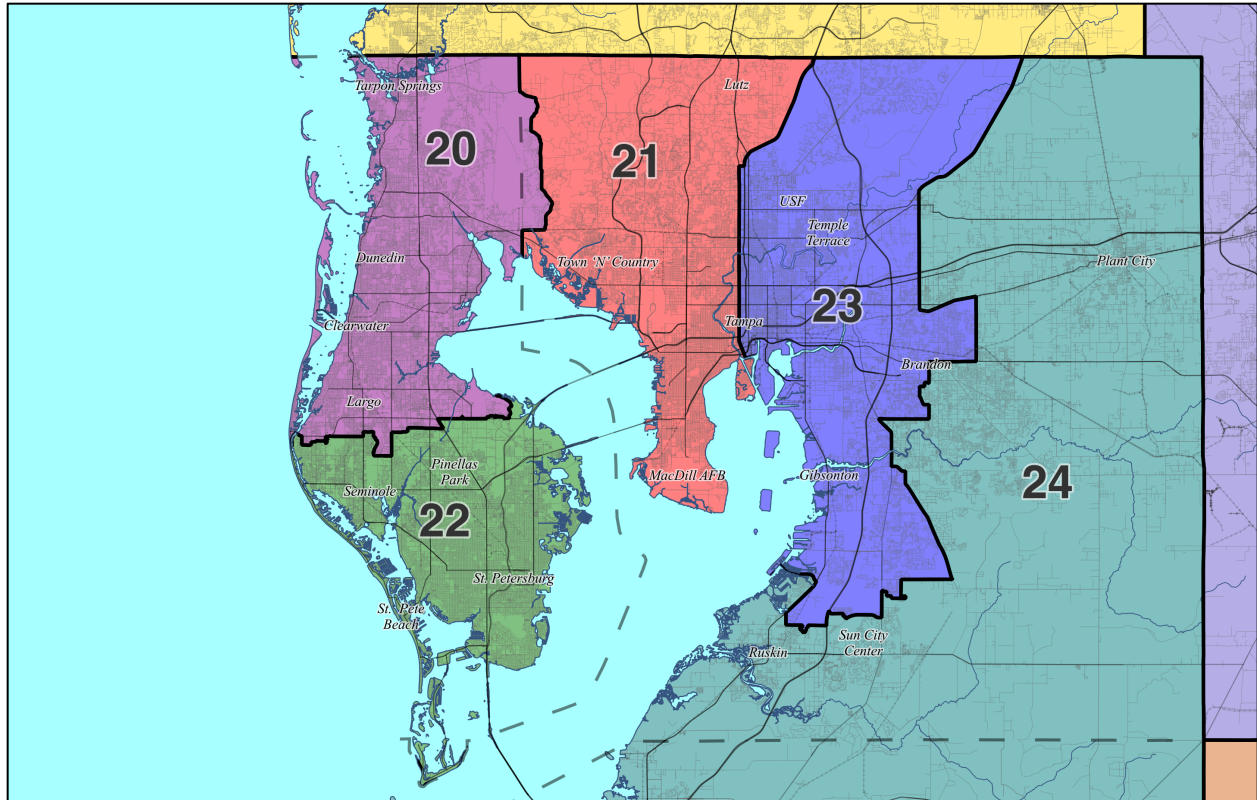 Tarpon Springs
Lutz
20
21
USF
Temple
Terrace
Dunedin
Town 'N' Country
Plant City
23
Clearwater
Tampa
Brandon
Largo
Pinellas
Park
Seminole
MacDill AFB
Gibsonton
24
22
St. Petersburg
St. Pete
Beach
Sun City
Center
Ruskin